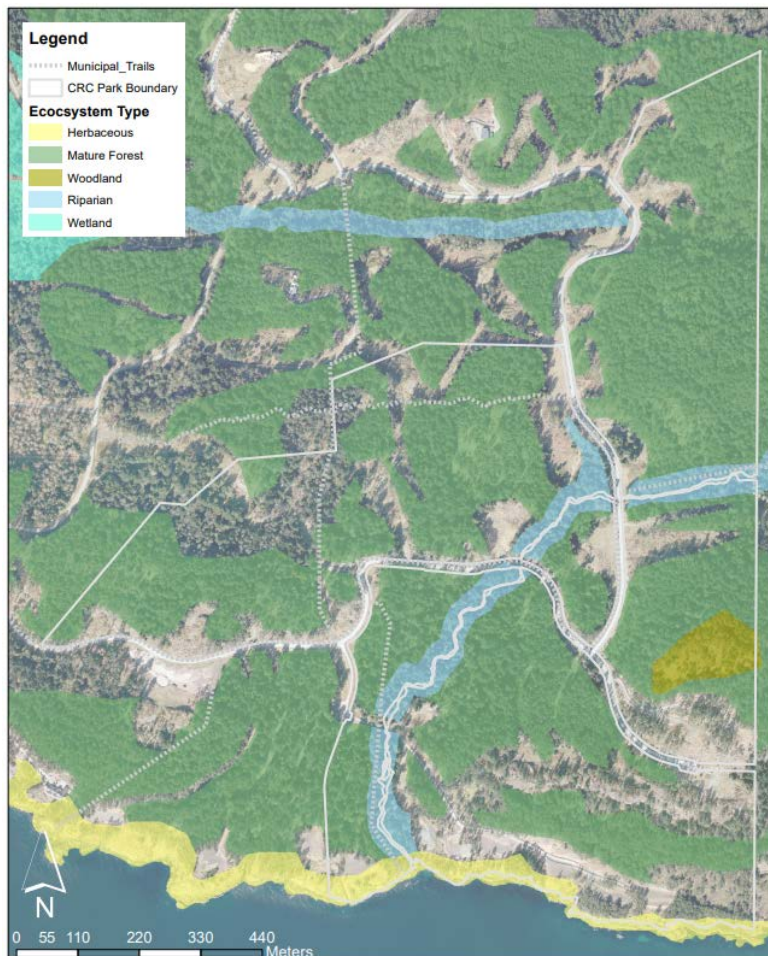 Legend
Municipal_Trails
CRC Park Boundary
Ecocsystem Type
Herbaceous
Mature Forest
Woodland
Riparian
Wetland
N
0 55 110 220 330 440
Meters